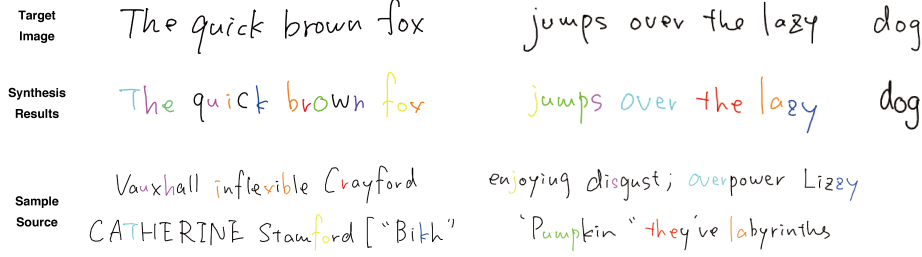 Target Image The quick brown fox jumps over the lazy dog
Synthesis Results The quick brown fox jumps over the lazy dog
Sample Source
Vauxhall inflexible Crayford enjoying disgust; overpower Lizzy
CATHERINE Stamford ["Bikh" 'Pumpkin "they've labyrinths